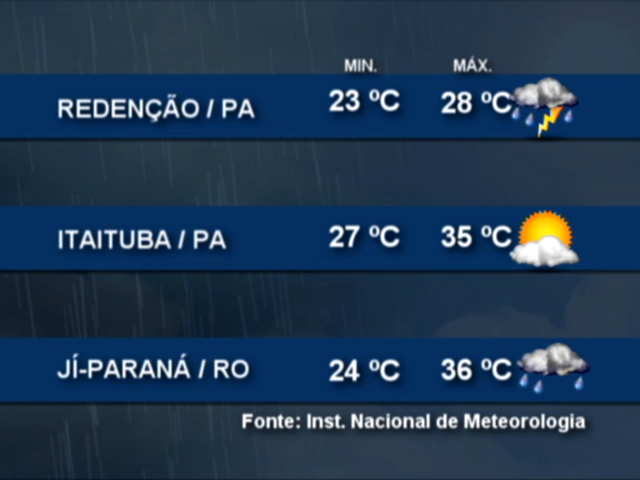 MIN. MÁX.
REDENÇÃO / PA 23 ºC 28 ºC
ITAITUBA / PA 27 ºC 35 ºC
JÍ-PARANÁ / RO 24 ºC 36 ºC
Fonte: Inst. Nacional de Meteorologia